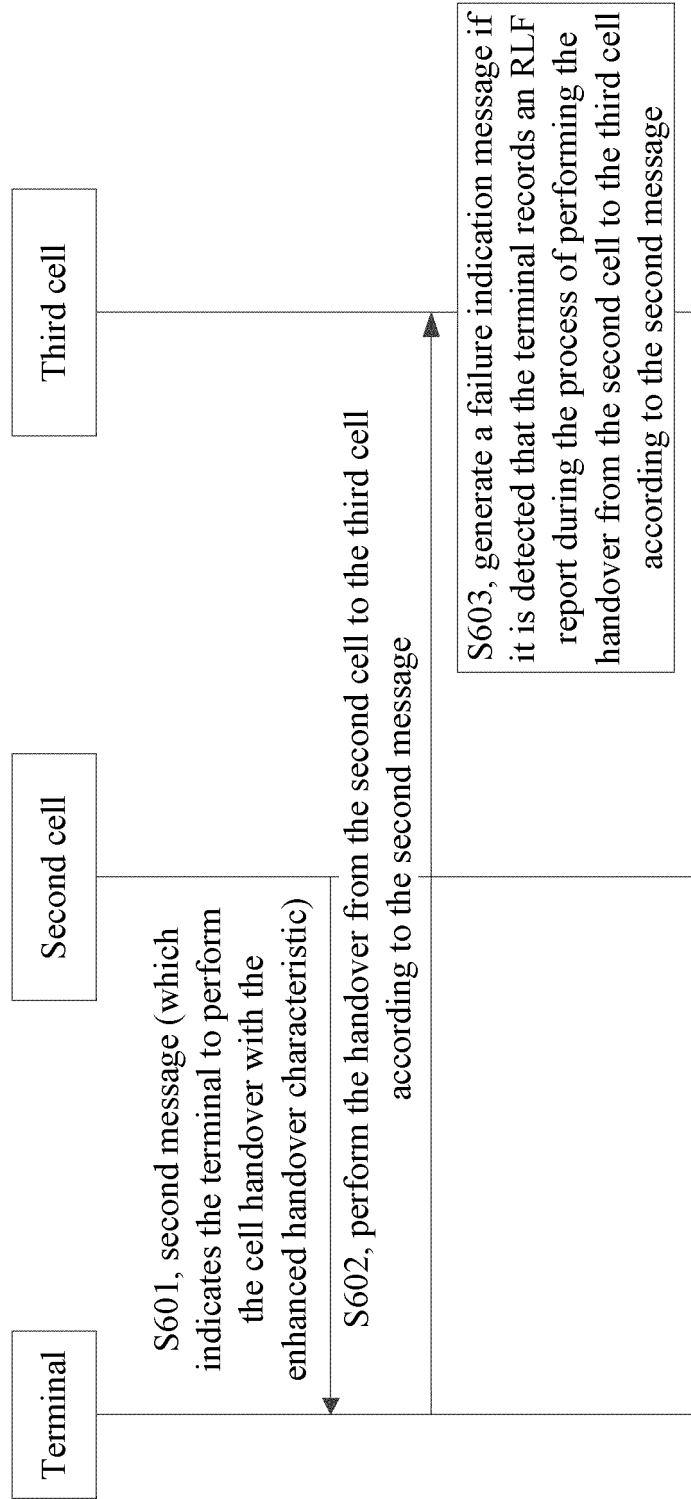 Terminal
Second cell
Third cell
S601, second message (which
indicates the terminal to perform
the cell handover with the
enhanced handover characteristic)
S602, perform the handover from the second cell to the third cell
according to the second message
S603, generate a failure indication message if
it is detected that the terminal records an RLF
report during the process of performing the
handover from the second cell to the third cell
according to the second message